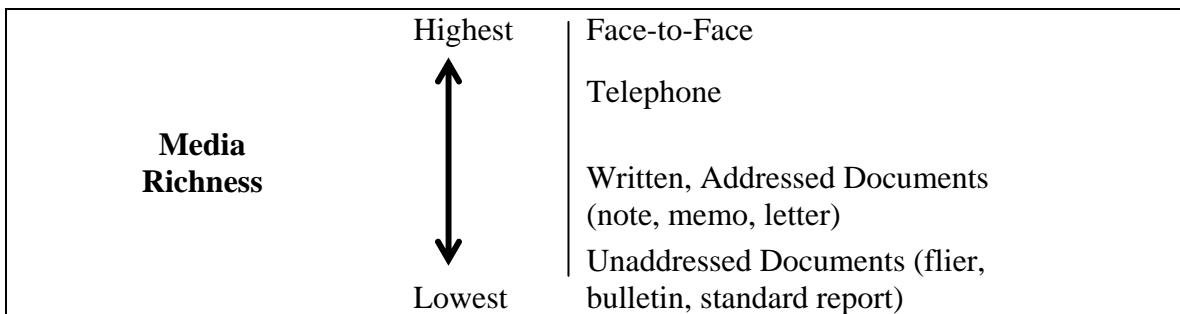 Highest
Face-to-Face
Telephone
Media
Richness
Written, Addressed Documents
(note, memo, letter)
Unaddressed Documents (flier,
Lowest
bulletin, standard report)